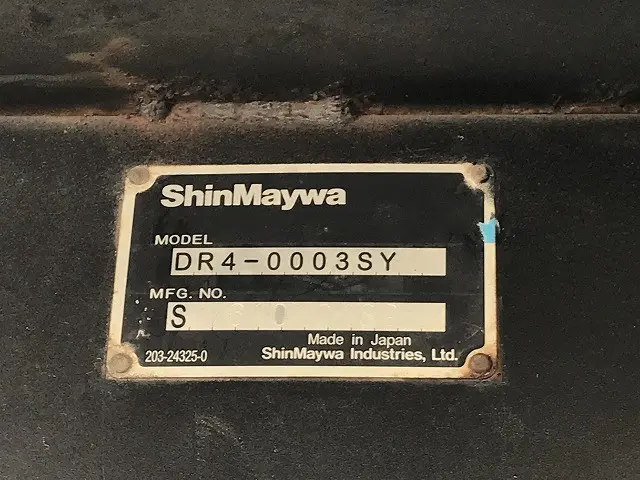 ShinMaywa
MODEL
DR4-0003SY
MFG. NO.
S
Made in Japan
203-24325-0 ShinMaywa Industries, Ltd.